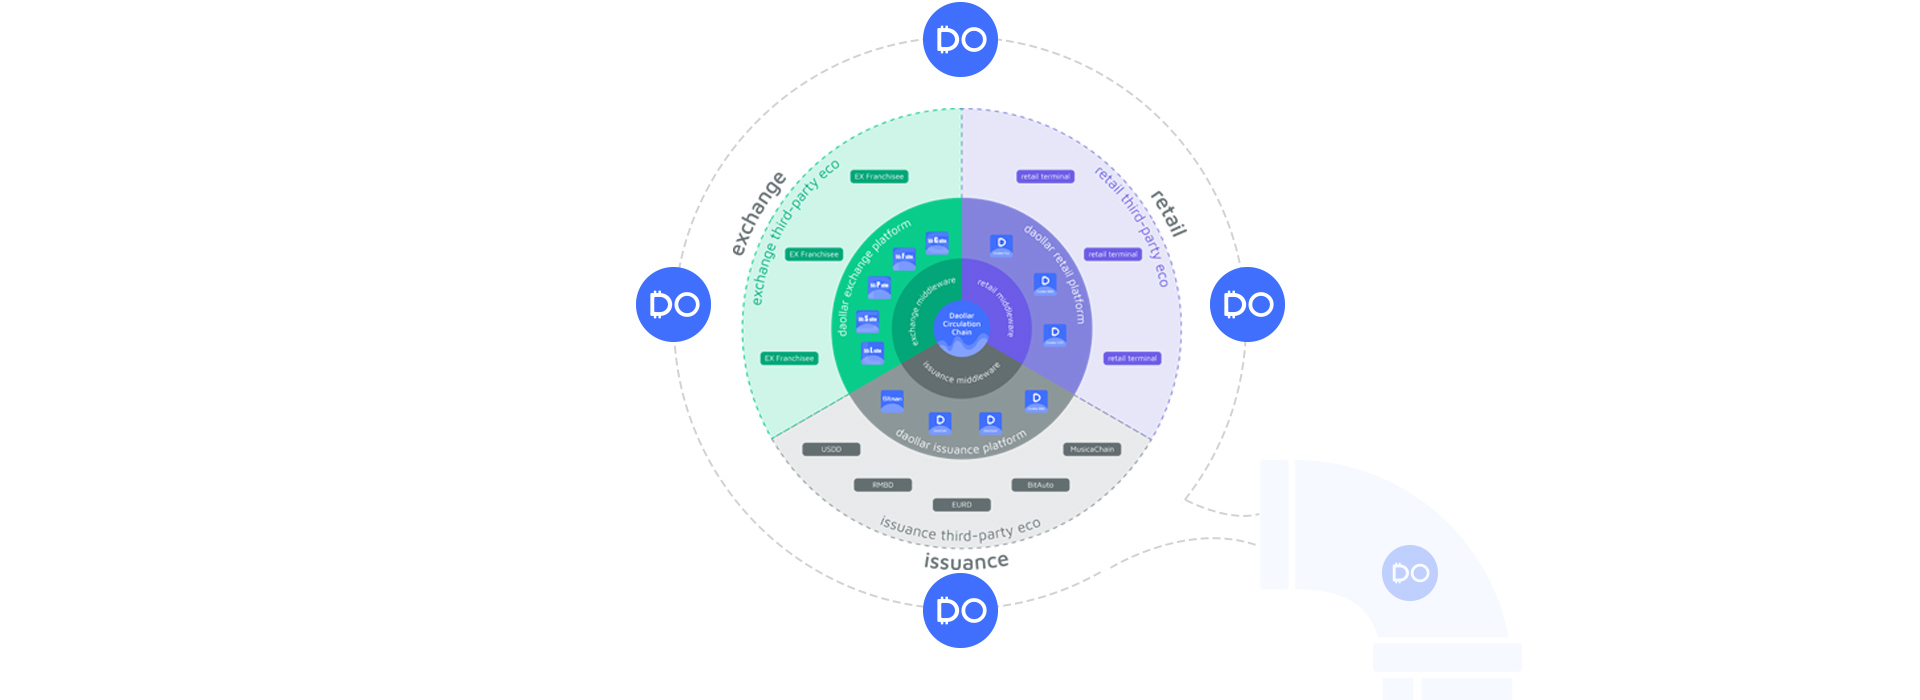 DO
exchange
exchange third-party eco
EX Franchisee
EX Franchisee
EX Franchisee
daollar exchange platform
exchange middleware
retail
retail third-party eco
retail terminal
retail terminal
retail terminal
daollar retail platform
D
D
D
retail middleware
Daollar
Circulation
Chain
DO
DO
issuance middleware
Bitman
D
D
D
daollar issuance platform
USDD
RMBD
EURD
BitAuto
MusicaChain
issuance third-party eco
issuance
DO
DO